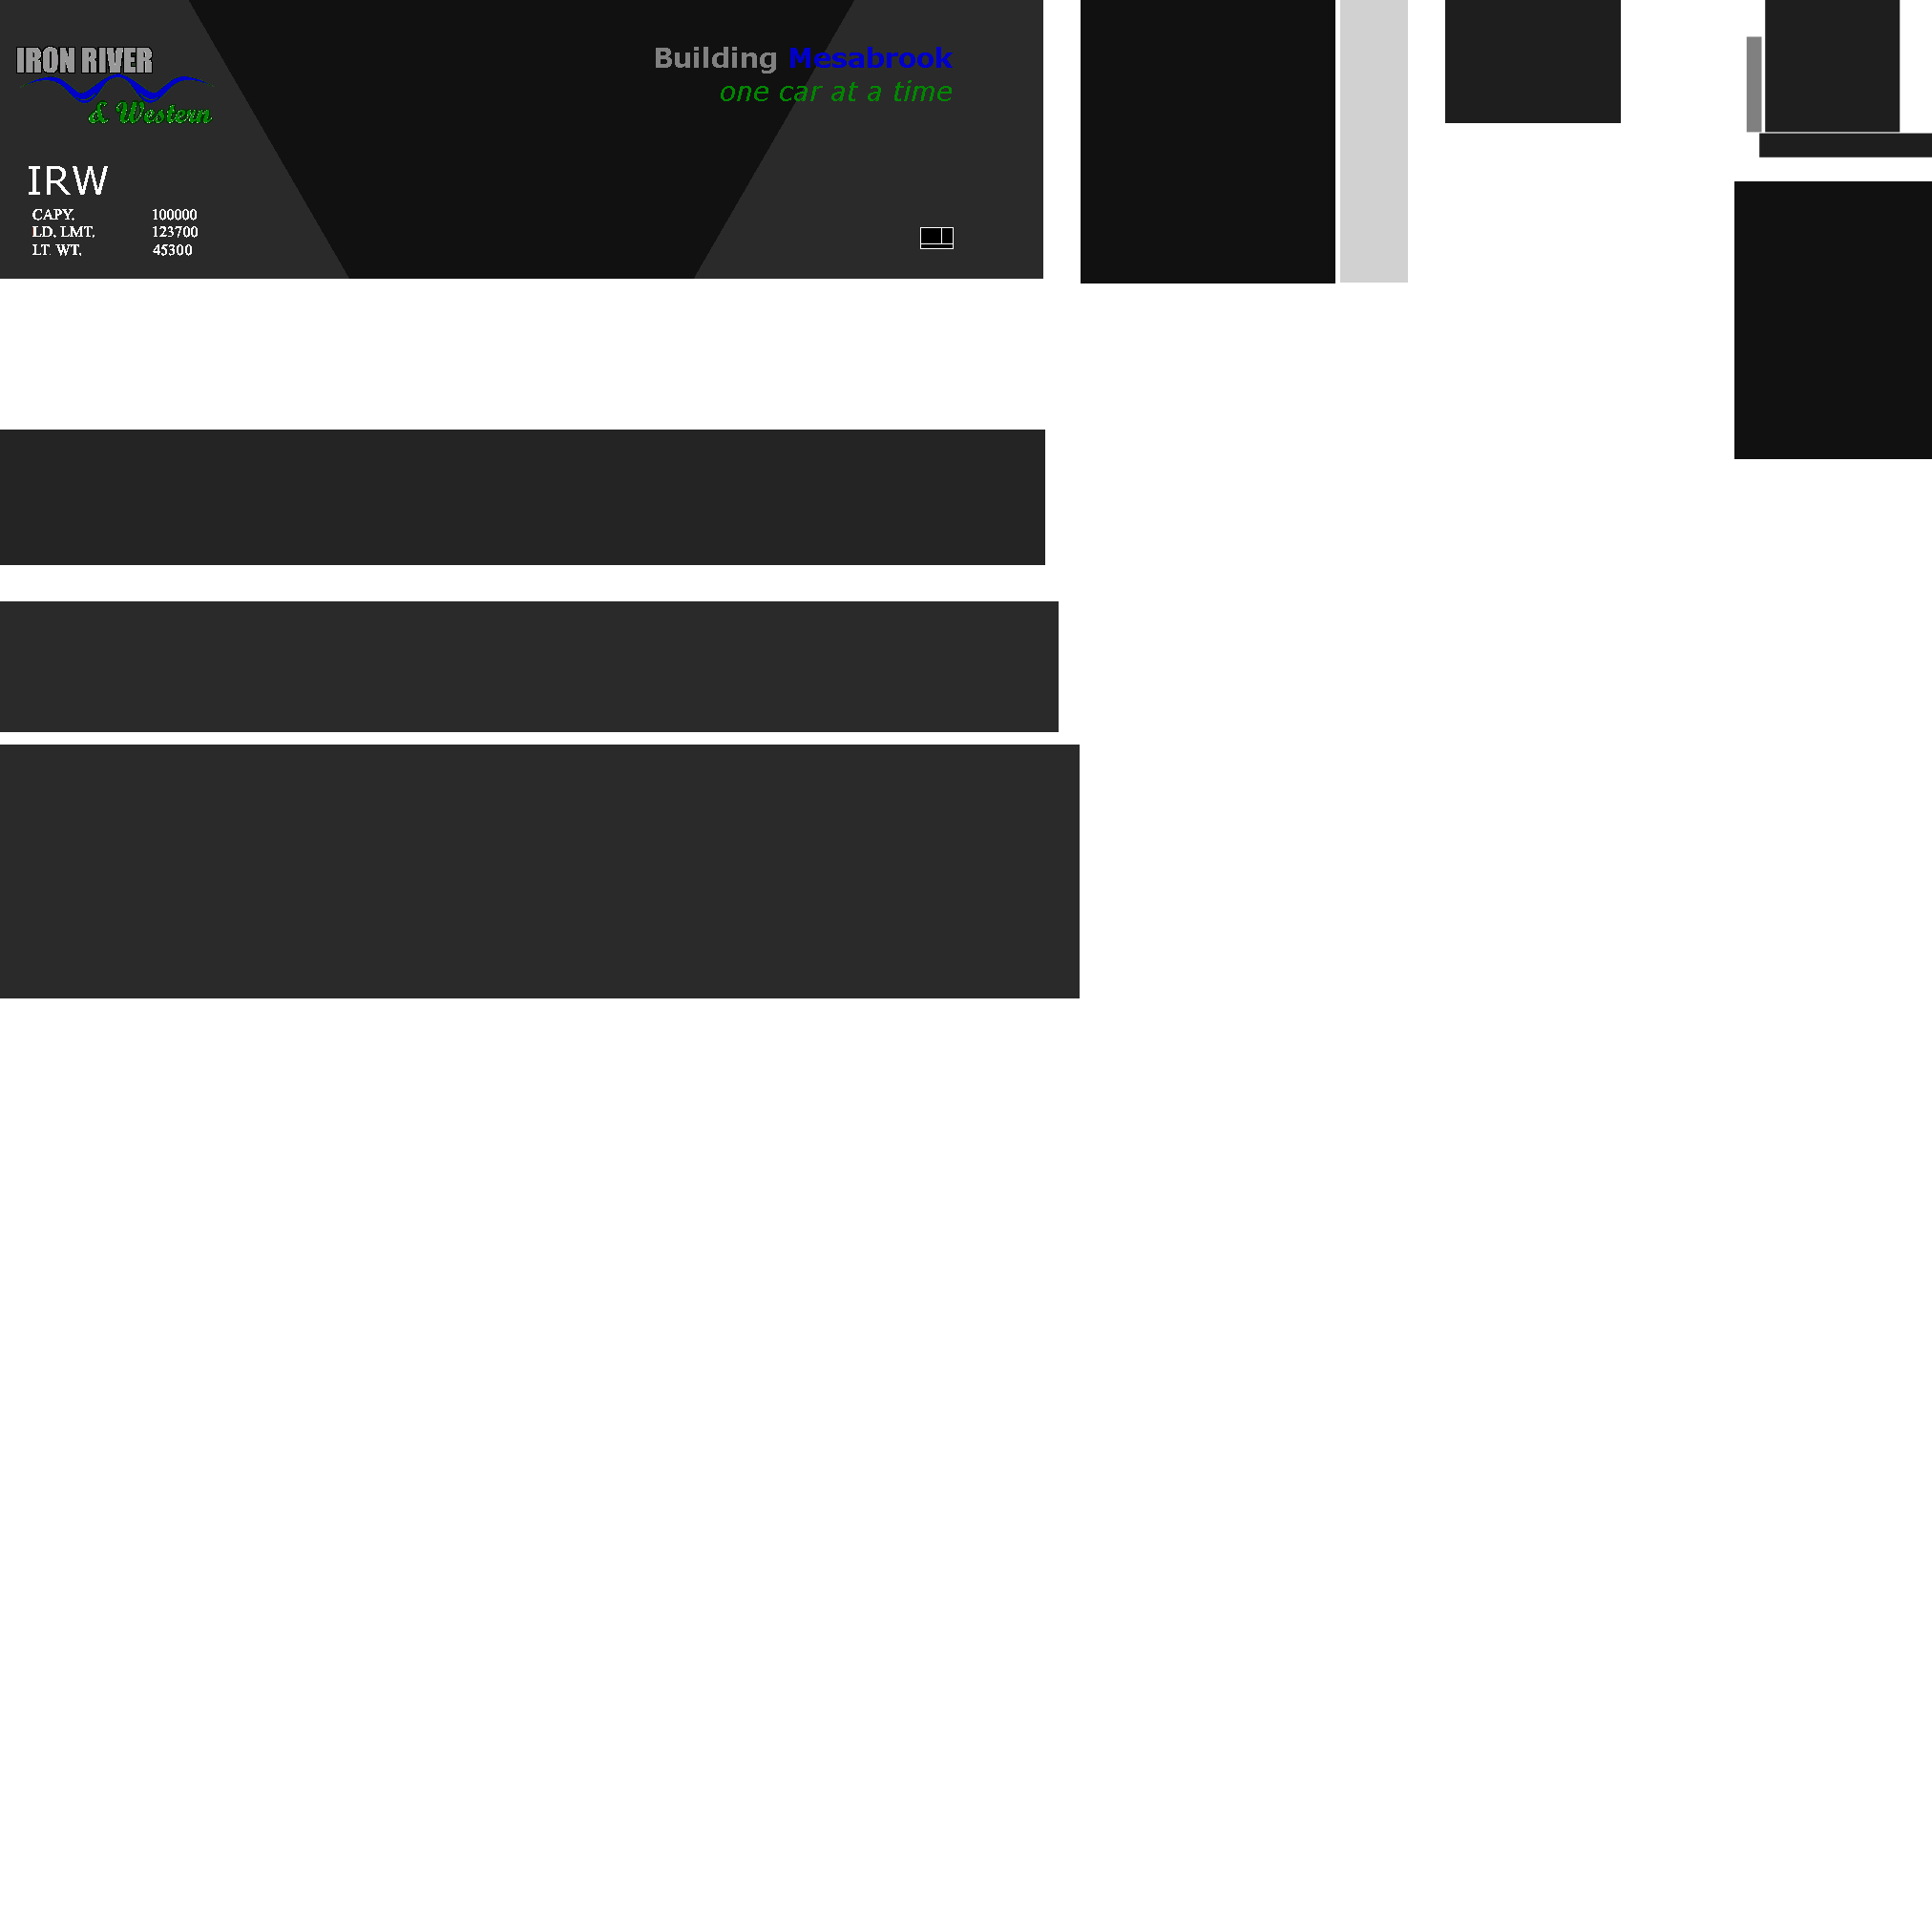 IRON RIVER
& Western
Building Mesabrook
one car at a time
IRW
CAPY. 100000
LD. LMT. 123700
LT. WT. 45300